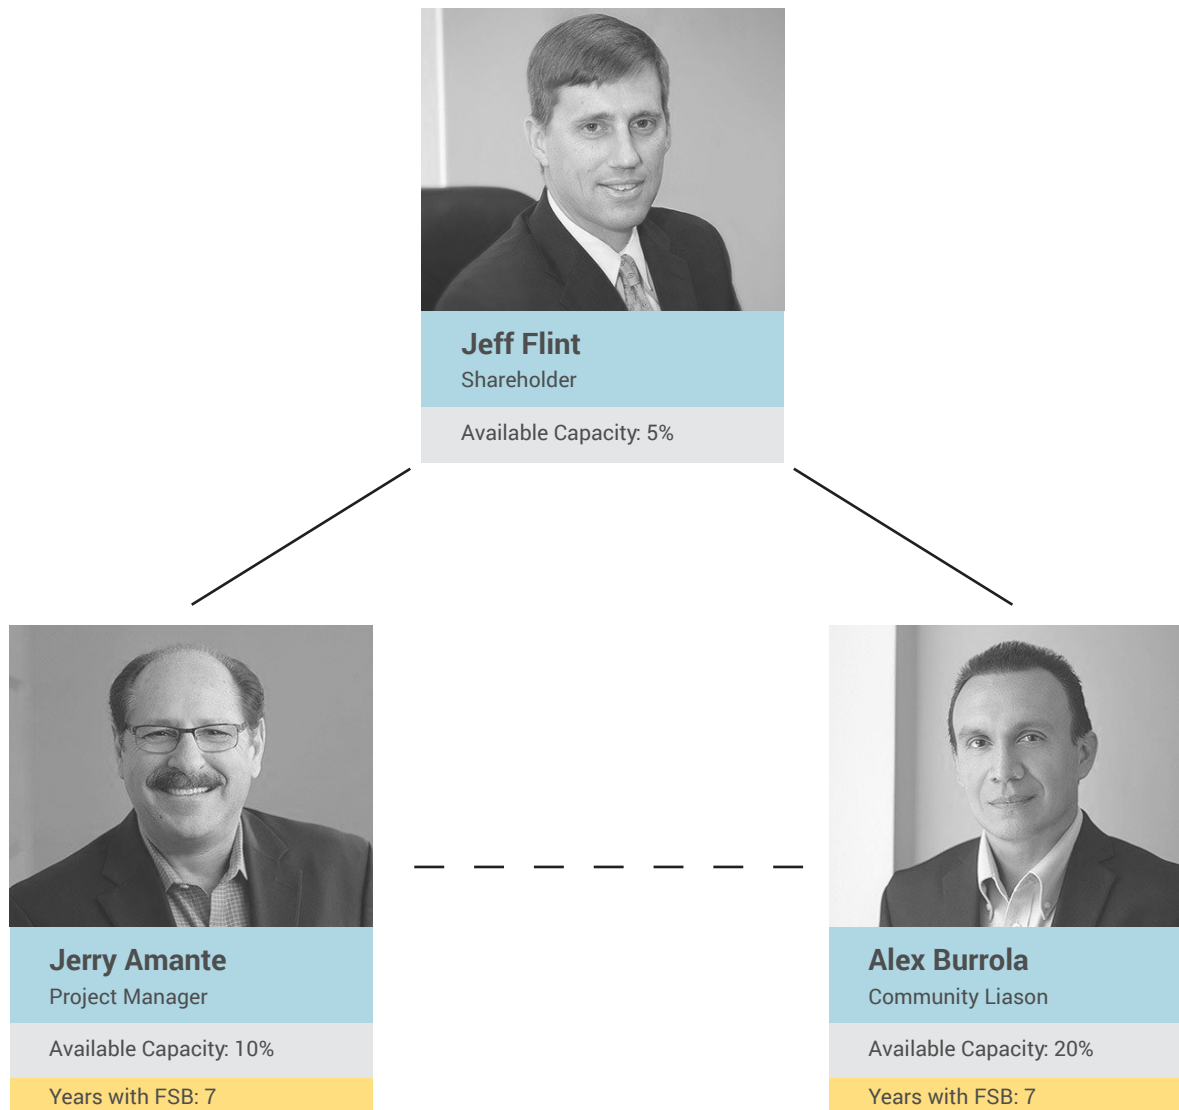 Jeff Flint
Shareholder
Available Capacity: 5%
Jerry Amante
Project Manager
Available Capacity: 10%
Years with FSB: 7
Alex Burrola
Community Liason
Available Capacity: 20%
Years with FSB: 7